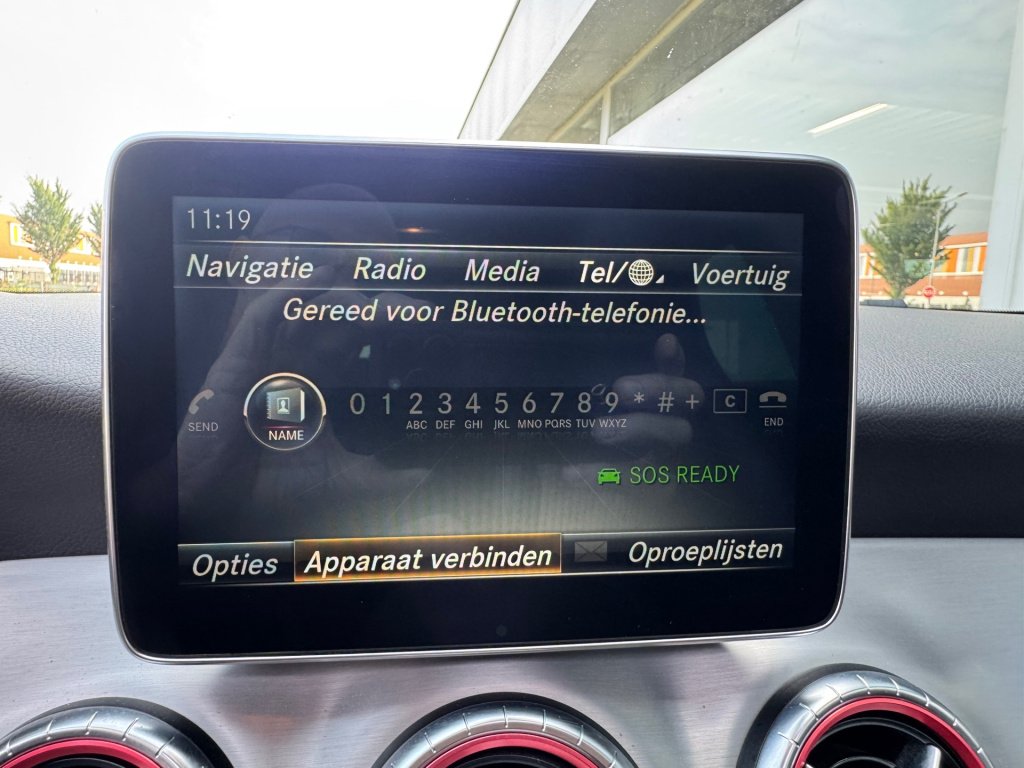 11:19
Navigatie Radio Media Tel/ Voertuig
Gereed voor Bluetooth-telefonie...
SEND NAME 0 1 2 3 4 5 6 7 8 9 * # + C END
ABC DEF GHI JKL MNO PQRS TUV WXYZ
SOS READY
Opties Apparaat verbinden Oproeplijsten